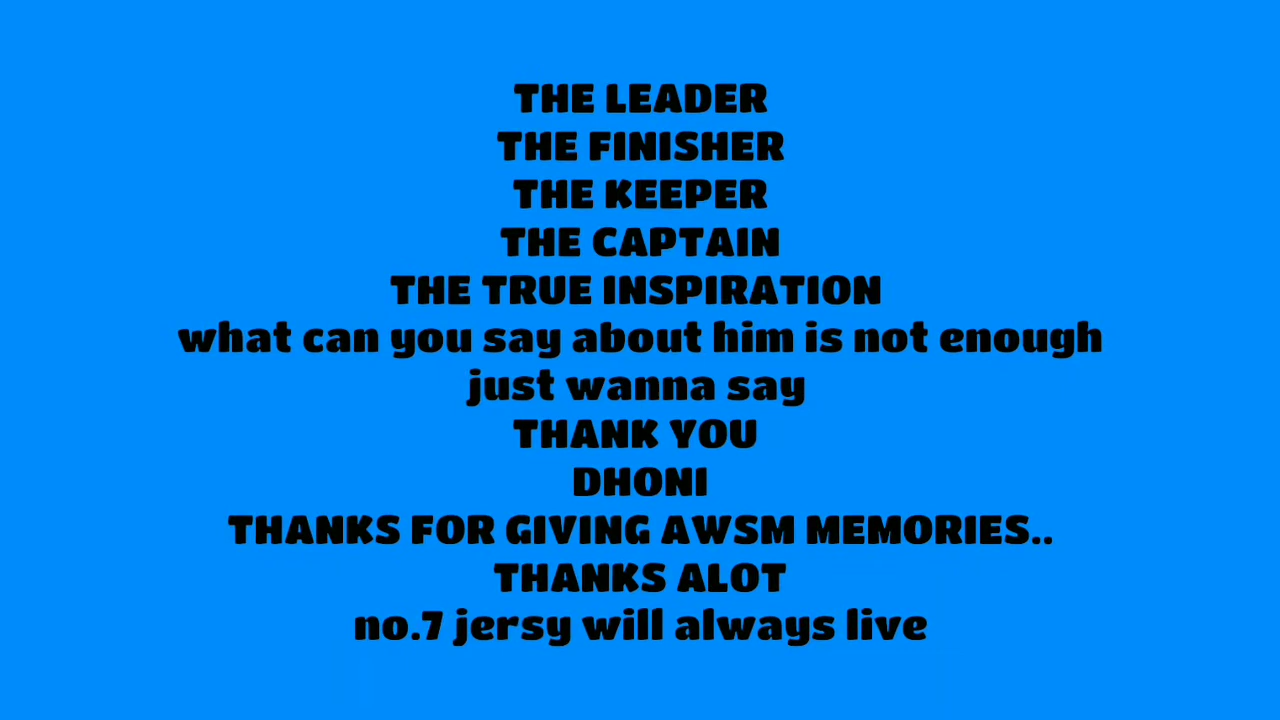 THE LEADER
THE FINISHER
THE KEEPER
THE CAPTAIN
THE TRUE INSPIRATION
what can you say about him is not enough
just wanna say
THANK YOU
DHONI
THANKS FOR GIVING AWSM MEMORIES..
THANKS ALOT
no.7 jersy will always live